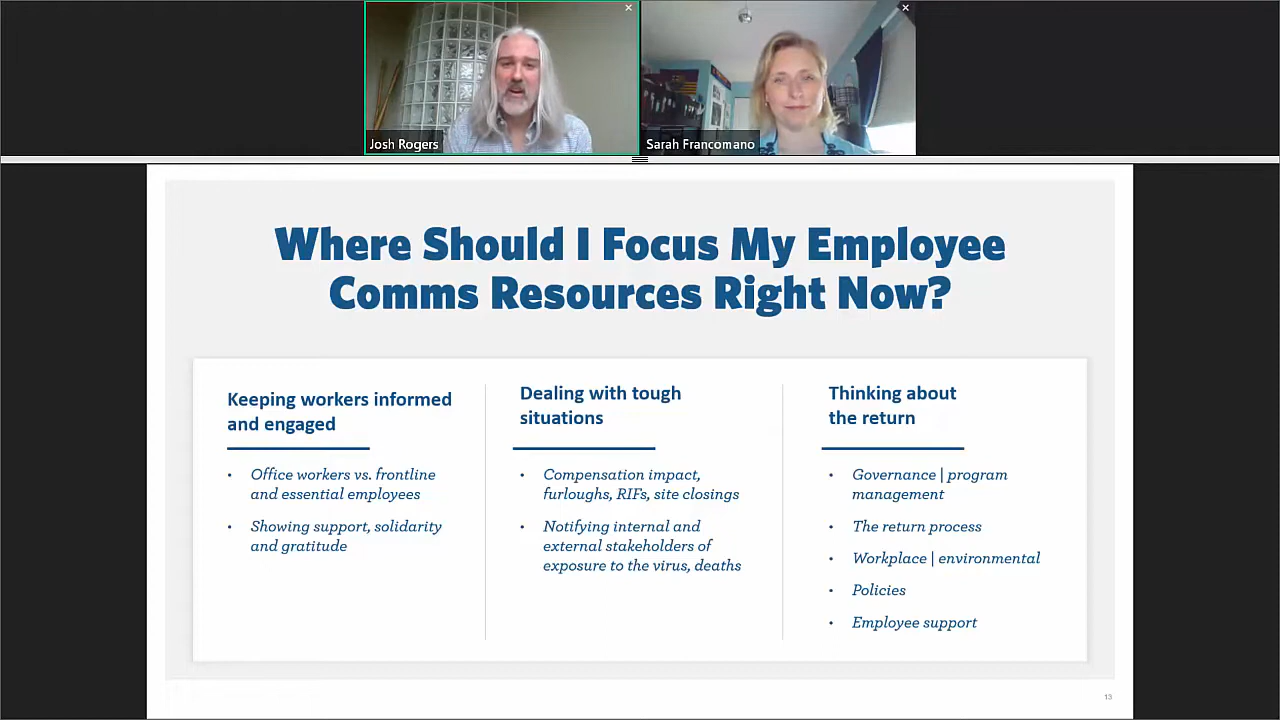 Josh Rogers
Sarah Francomano
Where Should I Focus My Employee
Comms Resources Right Now?
Keeping workers informed
and engaged
• Office workers vs. frontline
and essential employees
• Showing support, solidarity
and gratitude
Dealing with tough
situations
• Compensation impact,
furloughs, RIFs, site closings
• Notifying internal and
external stakeholders of
exposure to the virus, deaths
Thinking about
the return
• Governance | program
management
• The return process
• Workplace | environmental
• Policies
• Employee support
13